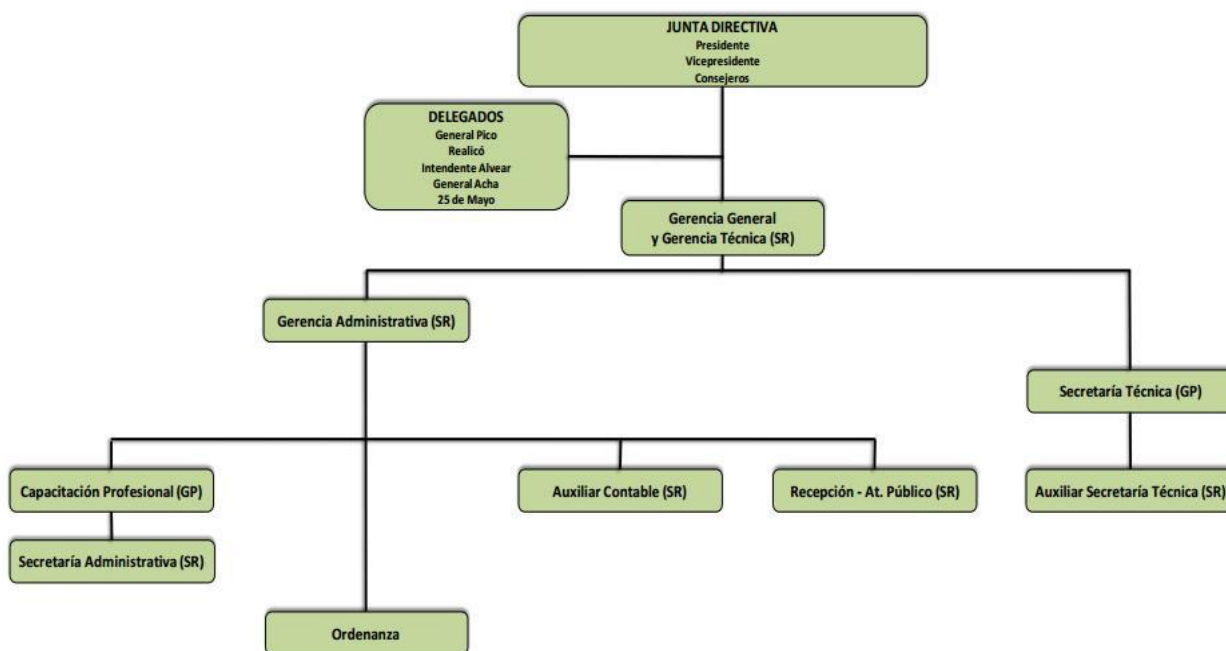 JUNTA DIRECTIVA
Presidente
Vicepresidente
Consejeros
DELEGADOS
General Pico
Realicó
Intendente Alvear
General Acha
25 de Mayo
Gerencia General
y Gerencia Técnica (SR)
Gerencia Administrativa (SR)
Secretaría Técnica (GP)
Capacitación Profesional (GP)
Auxiliar Contable (SR)
Recepción - At. Público (SR)
Auxiliar Secretaría Técnica (SR)
Secretaría Administrativa (SR)
Ordenanza